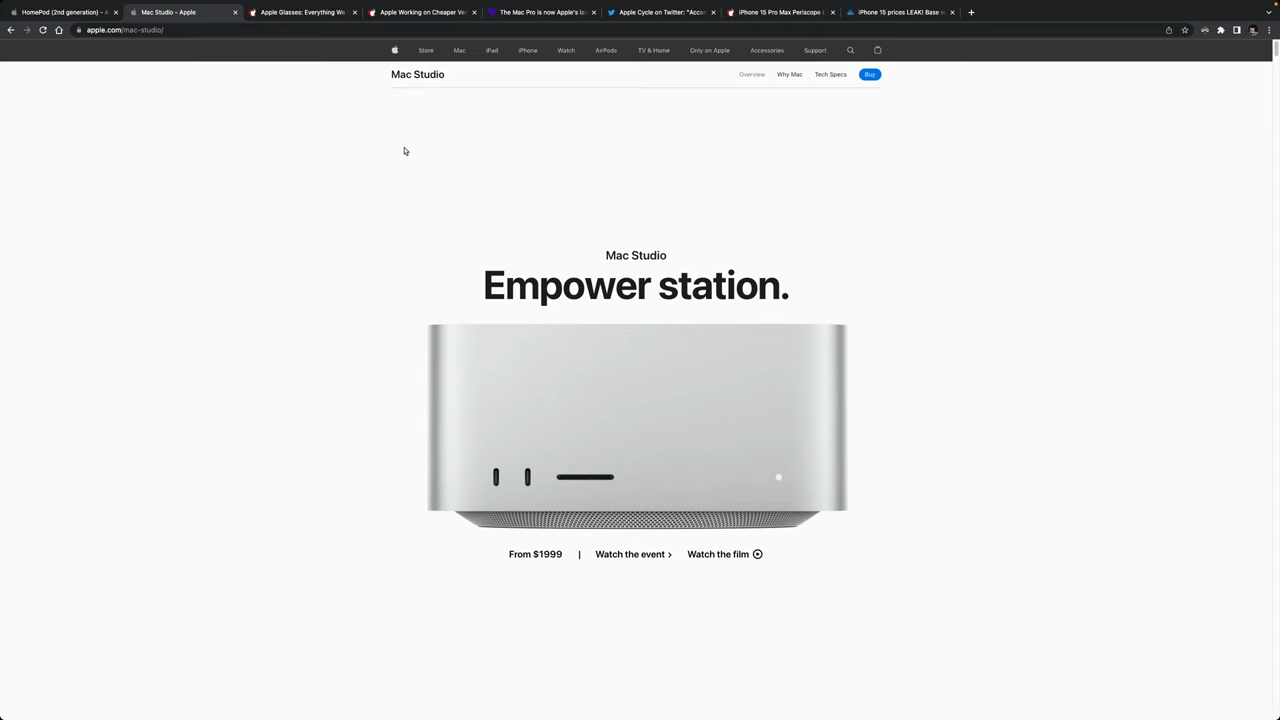 HomePod (2nd generation) - A
Mac Studio - Apple
Apple Glasses: Everything We
Apple Working on Cheaper Ver
The Mac Pro is now Apple's la
Apple Cycle on Twitter: "Acco
iPhone 15 Pro Max Periscope L
iPhone 15 prices LEAK! Base v
apple.com/mac-studio/
Store Mac iPad iPhone Watch AirPods TV & Home Only on Apple Accessories Support
Mac Studio Overview Why Mac Tech Specs Buy
Mac Studio
Empower station.
From $1999 | Watch the event > Watch the film